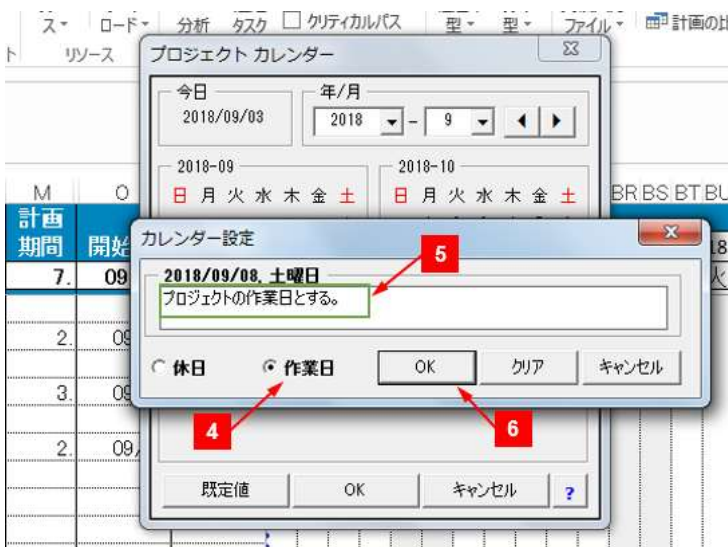 ス ロード 分析 タスク クリティカルパス 型 型 ファイル 計画の比
ト リソース
プロジェクト カレンダー
今日
2018/09/03
年/月
2018 - 9
2018-09
日 月 火 水 木 金 土
2018-10
日 月 火 水 木 金 土
M O BR BS BT BU
計画
期間 開始 18
7. 09 火
カレンダー設定
5
2018/09/08, 土曜日
プロジェクトの作業日とする。
2. 09
休日 作業日 OK クリア キャンセル
3. 09
4 6
2. 09/
既定値 OK キャンセル ?